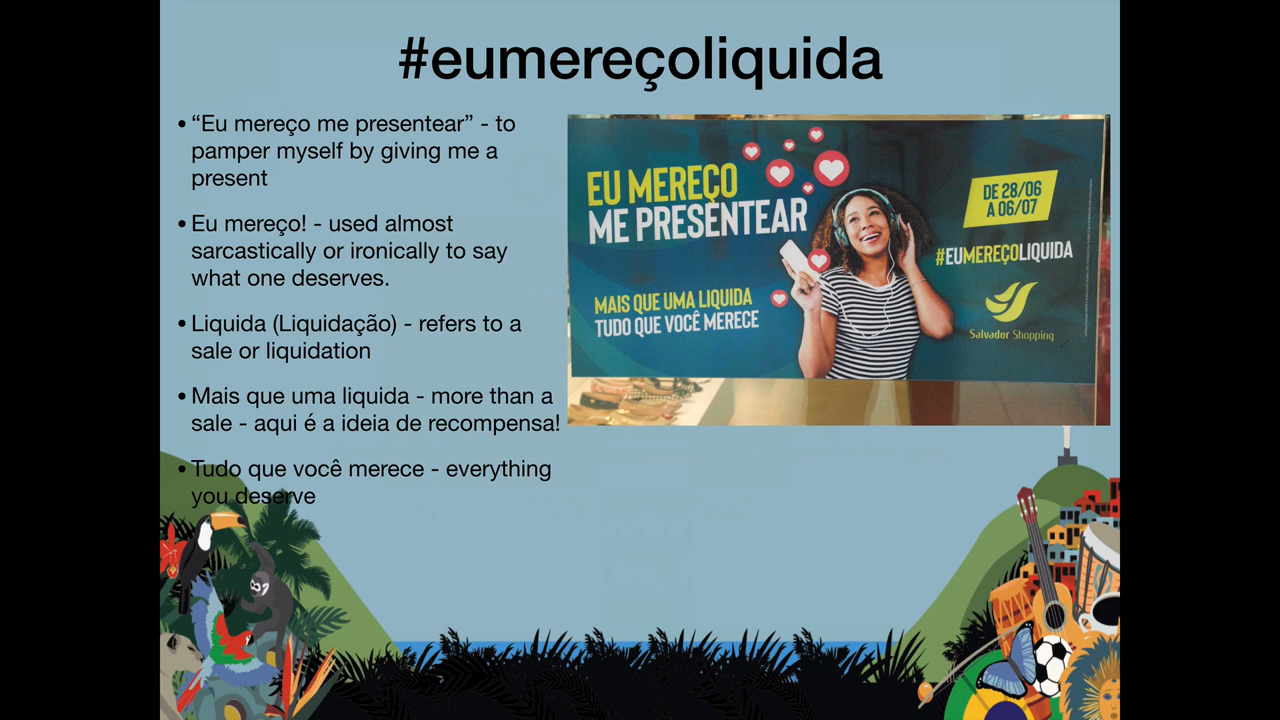 #eumereçoliquida
• “Eu mereço me presentear” - to
pamper myself by giving me a
present
• Eu mereço! - used almost
sarcastically or ironically to say
what one deserves.
• Liquida (Liquidação) - refers to a
sale or liquidation
• Mais que uma liquida - more than a
sale - aqui é a ideia de recompensa!
• Tudo que você merece - everything
you deserve
EU MEREÇO
ME PRESENTEAR
MAIS QUE UMA LIQUIDA
TUDO QUE VOCÊ MERECE
DE 28/06
A 06/07
#EUMEREÇOLIQUIDA
Salvador Shopping